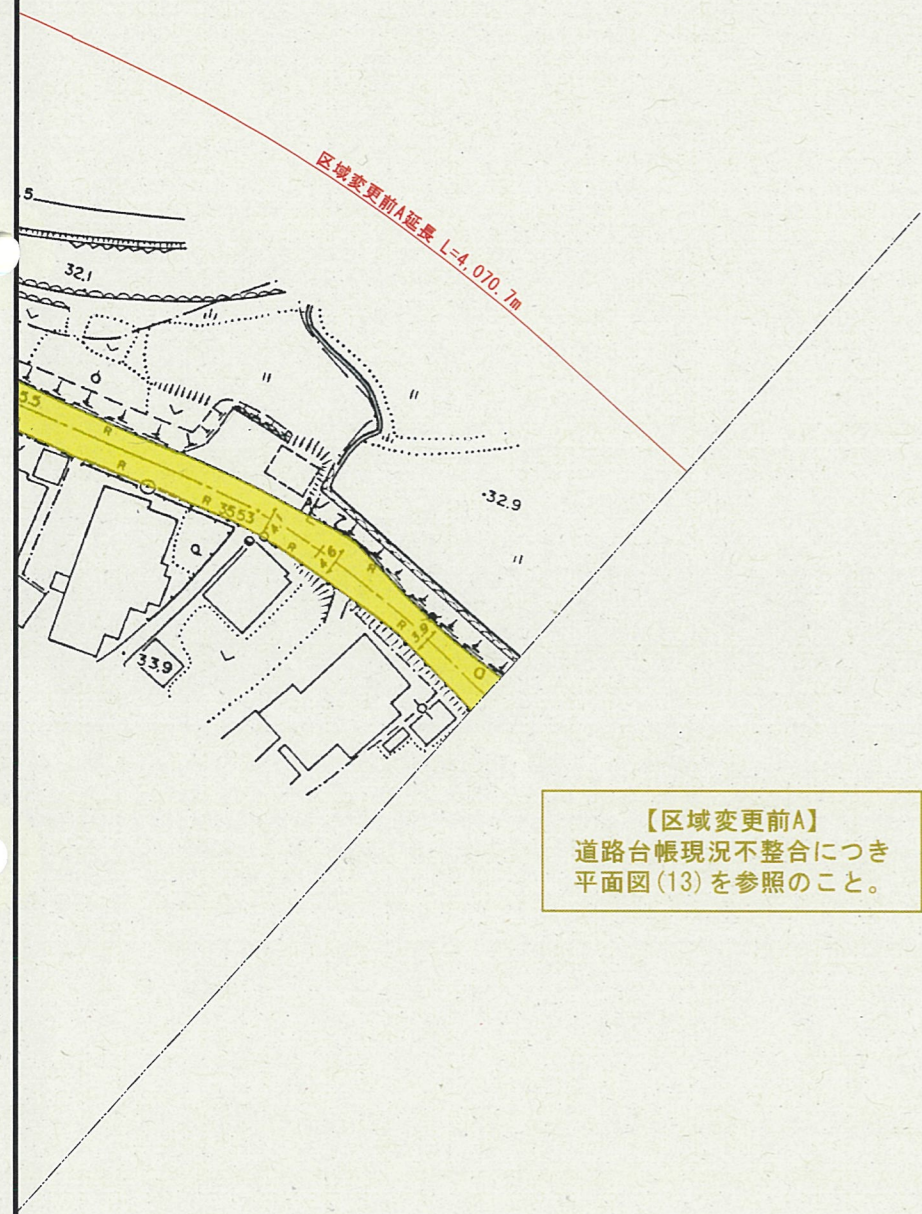 区域変更前A延長 L=4,070.7m
.5
32.1
5.5
R
R
R 35.53
R
R
R
·32.9
33.9
【区域変更前A】
道路台帳現況不整合につき
平面図(13)を参照のこと。